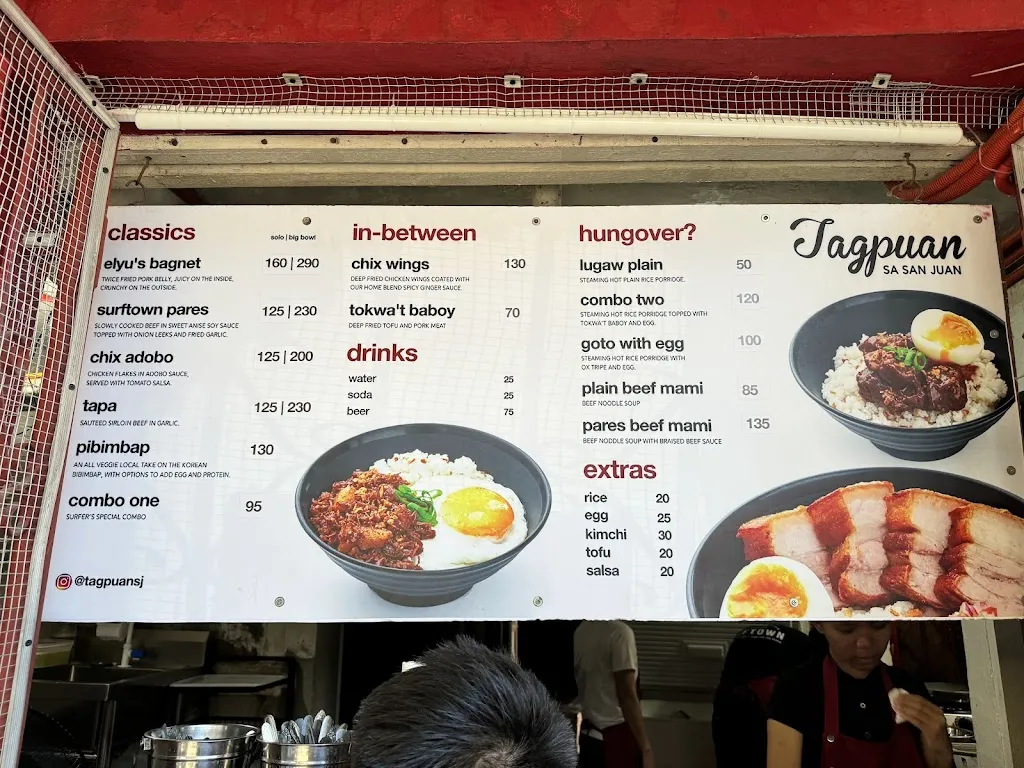 classics
solo | big bowl
elyu's bagnet 160 | 290
TWICE FRIED PORK BELLY, JUICY ON THE INSIDE,
CRUNCHY ON THE OUTSIDE.
surftown pares 125 | 230
SLOWLY COOKED BEEF IN SWEET ANISE SOY SAUCE
TOPPED WITH ONION LEEKS AND FRIED GARLIC.
chix adobo 125 | 200
CHICKEN FLAKES IN ADOBO SAUCE,
SERVED WITH TOMATO SALSA.
tapa 125 | 230
SAUTEED SIRLOIN BEEF IN GARLIC.
pibimbap 130
AN ALL VEGGIE LOCAL TAKE ON THE KOREAN
BIBIMBAP, WITH OPTIONS TO ADD EGG AND PROTEIN.
combo one 95
SURFER'S SPECIAL COMBO
@tagpuansj
in-between
chix wings 130
DEEP FRIED CHICKEN WINGS COATED WITH
OUR HOME BLEND SPICY GINGER SAUCE.
tokwa't baboy 70
DEEP FRIED TOFU AND PORK MEAT
drinks
water 25
soda 25
beer 75
hungover?
lugaw plain 50
STEAMING HOT PLAIN RICE PORRIDGE.
combo two 120
STEAMING HOT RICE PORRIDGE TOPPED WITH
TOKWA'T BABOY AND EGG.
goto with egg 100
STEAMING HOT RICE PORRIDGE WITH
OX TRIPE AND EGG.
plain beef mami 85
BEEF NOODLE SOUP
pares beef mami 135
BEEF NOODLE SOUP WITH BRAISED BEEF SAUCE
extras
rice 20
egg 25
kimchi 30
tofu 20
salsa 20
Tagpuan
SA SAN JUAN